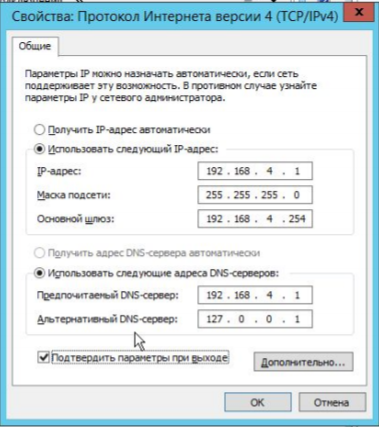 Свойства: Протокол Интернета версии 4 (TCP/IPv4)
Общие
Параметры IP можно назначать автоматически, если сеть
поддерживает эту возможность. В противном случае узнайте
параметры IP у сетевого администратора.
Получить IP-адрес автоматически
Использовать следующий IP-адрес:
IP-адрес: 192 . 168 . 4 . 1
Маска подсети: 255 . 255 . 255 . 0
Основной шлюз: 192 . 168 . 4 . 254
Получить адрес DNS-сервера автоматически
Использовать следующие адреса DNS-серверов:
Предпочитаемый DNS-сервер: 192 . 168 . 4 . 1
Альтернативный DNS-сервер: 127 . 0 . 0 . 1
Подтвердить параметры при выходе
Дополнительно...
ОК Отмена